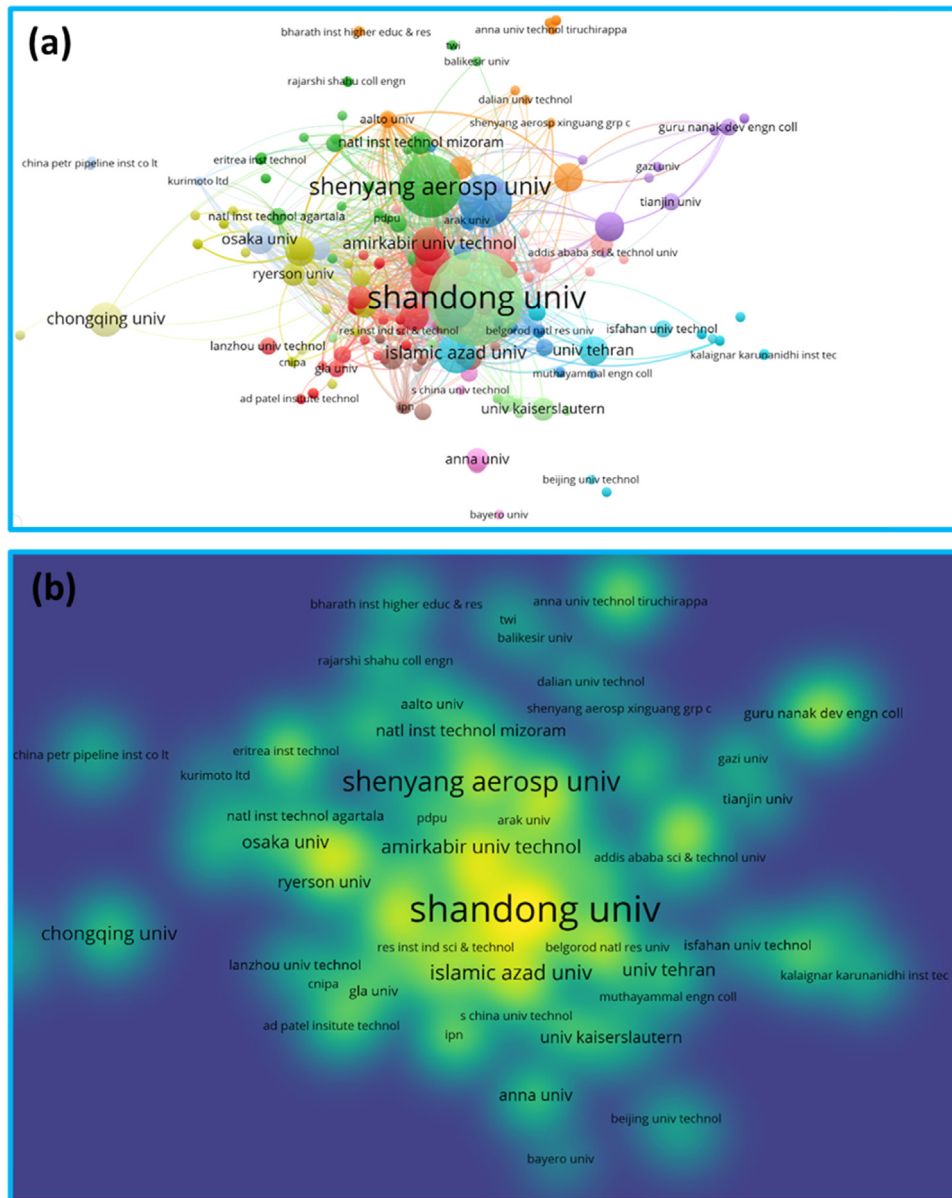 (a)
bharath inst higher educ & res
anna univ technol tiruchirappa
twi
balikesir univ
rajarshi shahu coll engn
dalian univ technol
aalto univ
shenyang aerosp xinguang grp c
guru nanak dev engn coll
natl inst technol mizoram
china petr pipeline inst co lt
eritrea inst technol
gazi univ
kurimoto ltd
shenyang aerosp univ
tianjin univ
natl inst technol agartala
pdpu
arak univ
osaka univ
amirkabir univ technol
addis ababa sci & technol univ
ryerson univ
shandong univ
chongqing univ
res inst ind sci & technol
belgorod natl res univ
isfahan univ technol
lanzhou univ technol
islamic azad univ
univ tehran
kalaignar karunanidhi inst tec
cnipa
gla univ
muthayammal engn coll
s china univ technol
ad patel insitute technol
ipn
univ kaiserslautern
anna univ
beijing univ technol
bayero univ
(b)
bharath inst higher educ & res
anna univ technol tiruchirappa
twi
balikesir univ
rajarshi shahu coll engn
dalian univ technol
aalto univ
shenyang aerosp xinguang grp c
guru nanak dev engn coll
natl inst technol mizoram
china petr pipeline inst co lt
eritrea inst technol
gazi univ
kurimoto ltd
shenyang aerosp univ
tianjin univ
natl inst technol agartala
pdpu
arak univ
osaka univ
amirkabir univ technol
addis ababa sci & technol univ
ryerson univ
shandong univ
chongqing univ
res inst ind sci & technol
belgorod natl res univ
isfahan univ technol
lanzhou univ technol
islamic azad univ
univ tehran
kalaignar karunanidhi inst tec
cnipa
gla univ
muthayammal engn coll
s china univ technol
ad patel insitute technol
ipn
univ kaiserslautern
anna univ
beijing univ technol
bayero univ